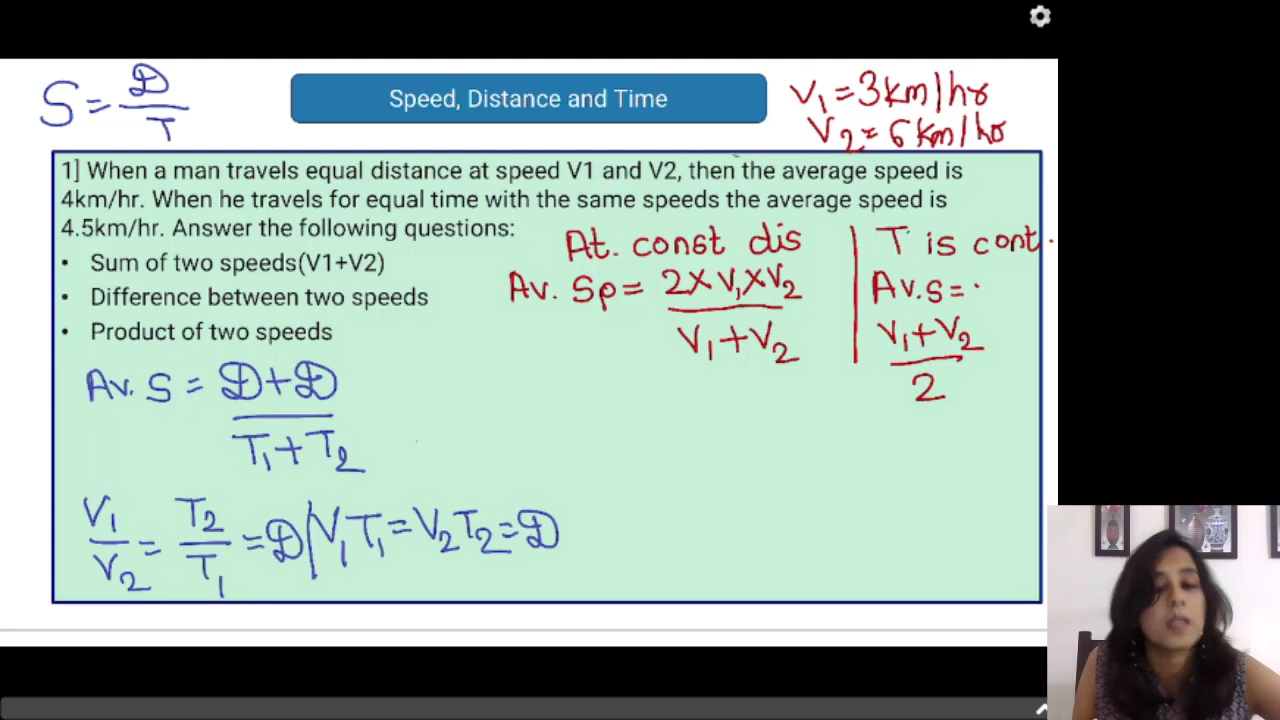 S = D/T
Speed, Distance and Time
V1 = 3km/hr
V2 = 6km/hr
1] When a man travels equal distance at speed V1 and V2, then the average speed is
4km/hr. When he travels for equal time with the same speeds the average speed is
4.5km/hr. Answer the following questions:
• Sum of two speeds(V1+V2)
• Difference between two speeds
• Product of two speeds
At. const dis
Av. Sp = 2×V1×V2
V1+V2
T is cont.
Av.S = 
V1+V2
2
Av. S = D+D
T1+T2
V1/V2 = T2/T1 = D | V1T1 = V2T2 = D